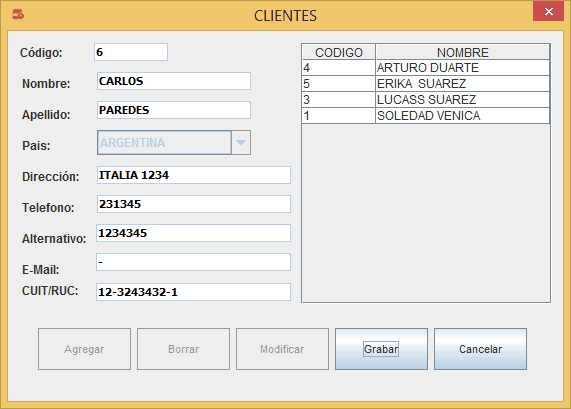 CLIENTES
Código: 6
Nombre: CARLOS
Apellido: PAREDES
Pais: ARGENTINA
Dirección: ITALIA 1234
Telefono: 231345
Alternativo: 1234345
E-Mail: -
CUIT/RUC: 12-3243432-1
CODIGO NOMBRE
4 ARTURO DUARTE
5 ERIKA SUAREZ
3 LUCASS SUAREZ
1 SOLEDAD VENICA
Agregar Borrar Modificar Grabar Cancelar